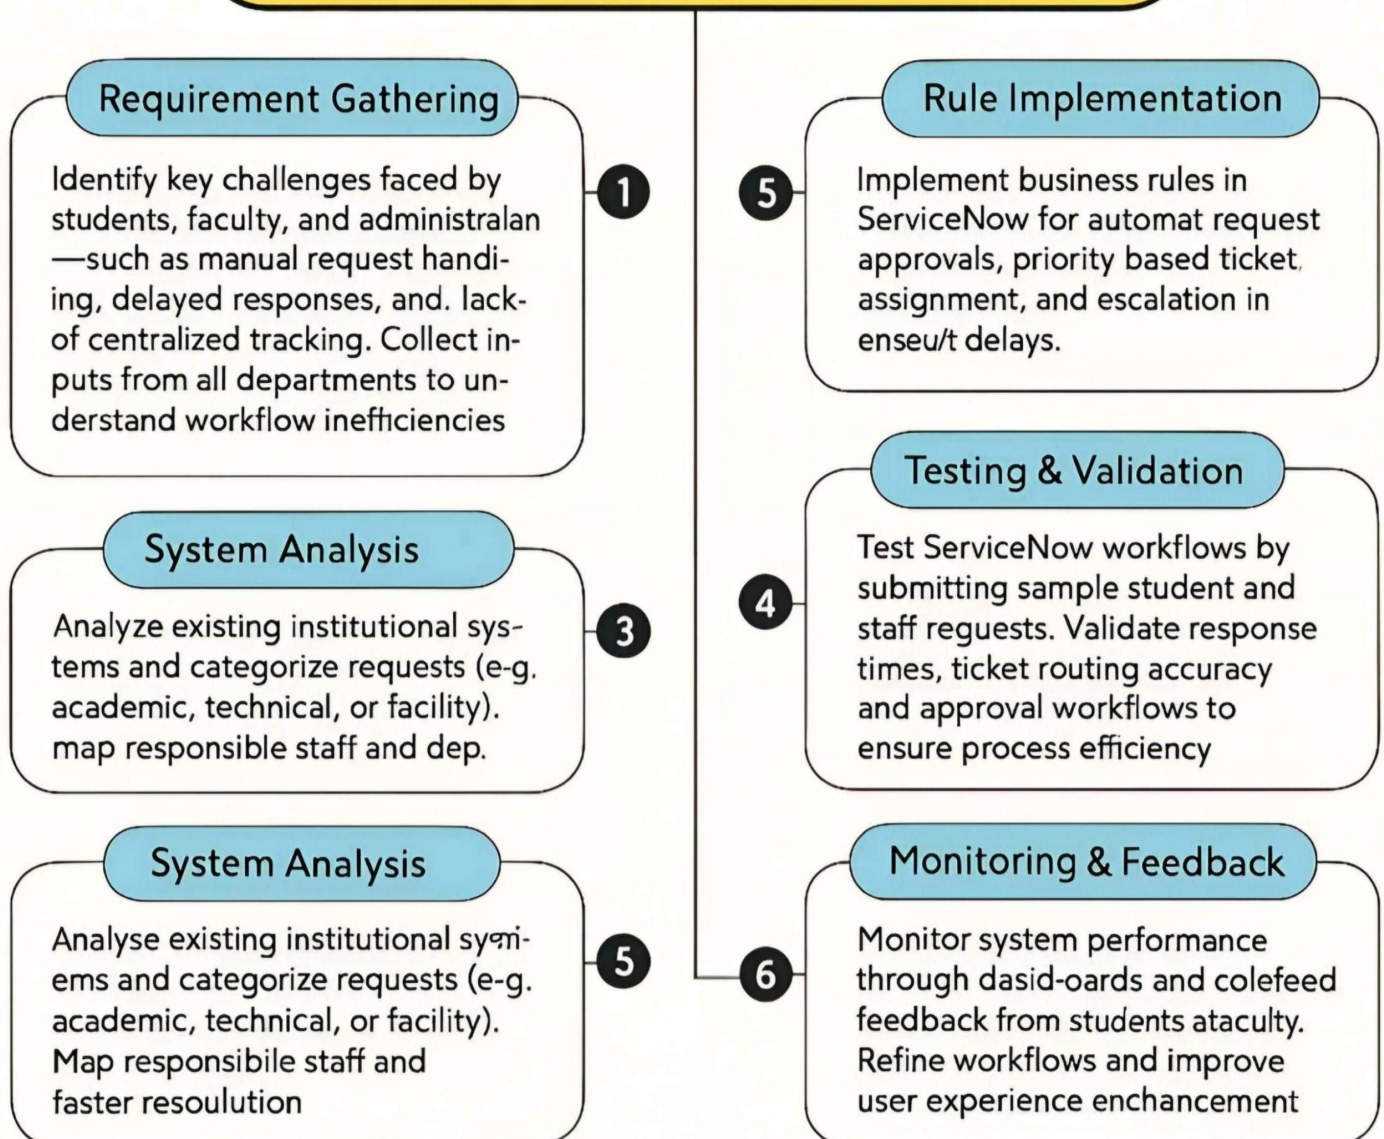 Requirement Gathering
Identify key challenges faced by
students, faculty, and administralan
—such as manual request handi-
ing, delayed responses, and. lack-
of centralized tracking. Collect in-
puts from all departments to un-
derstand workflow inefficiencies
1
System Analysis
Analyze existing institutional sys-
tems and categorize requests (e-g.
academic, technical, or facility).
map responsible staff and dep.
3
System Analysis
Analyse existing institutional
ems and categorize requests (e-g.
academic, technical, or facility).
Map responsibile staff and
faster resoulution
5
Rule Implementation
5
Implement business rules in
ServiceNow for automat request
approvals, priority based ticket,
assignment, and escalation in
delays.
Testing & Validation
4
Test ServiceNow workflows by
submitting sample student and
staff reguests. Validate response
times, ticket routing accuracy
and approval workflows to
ensure process efficiency
Monitoring & Feedback
6
Monitor system performance
through dasid-oards and colefeed
feedback from students ataculty.
Refine workflows and improve
user experience enchancement